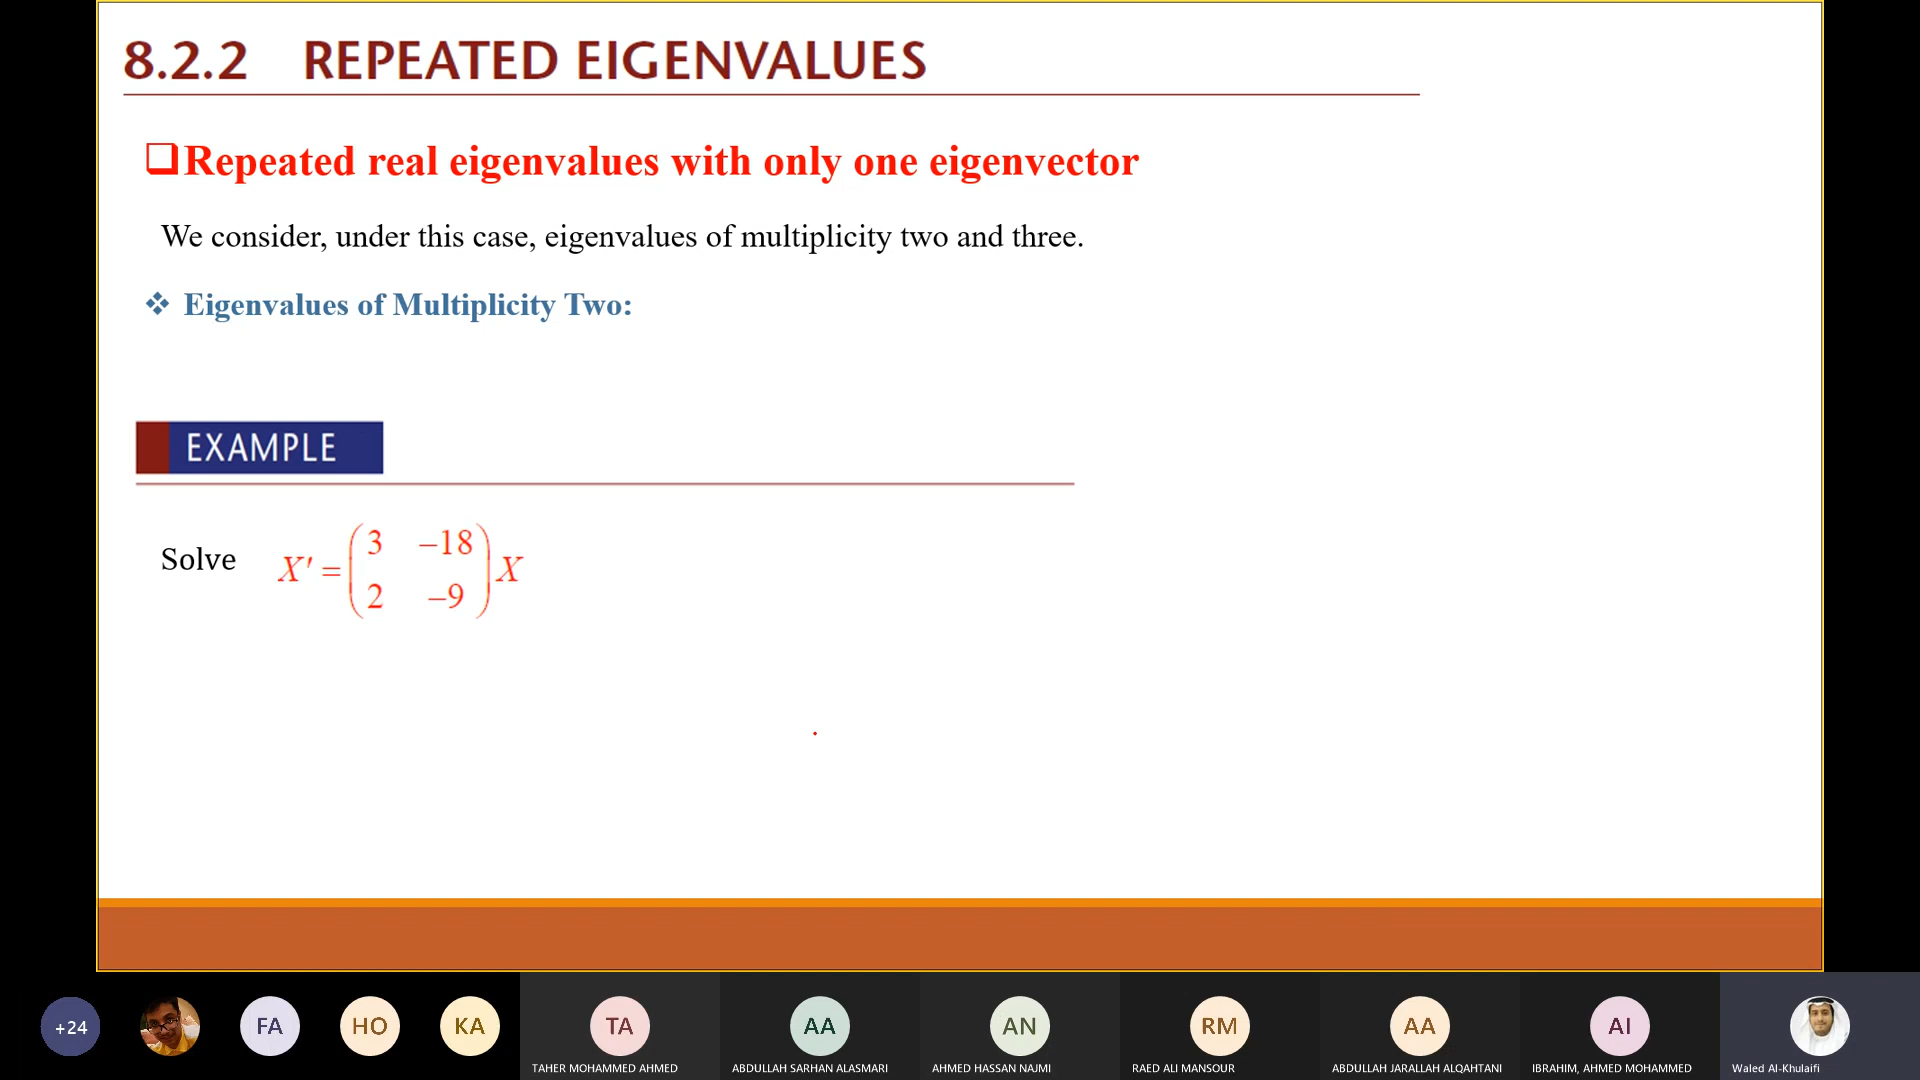 8.2.2 REPEATED EIGENVALUES
Repeated real eigenvalues with only one eigenvector
We consider, under this case, eigenvalues of multiplicity two and three.
Eigenvalues of Multiplicity Two:
EXAMPLE
Solve X' = ( 3 −18 ) X
( 2 −9 )
+24 FA HO KA TA AA AN RM AA AI
TAHER MOHAMMED AHMED ABDULLAH SARHAN ALASMARI AHMED HASSAN NAJMI RAED ALI MANSOUR ABDULLAH JARALLAH ALQAHTANI IBRAHIM, AHMED MOHAMMED Waled Al-Khulaifi